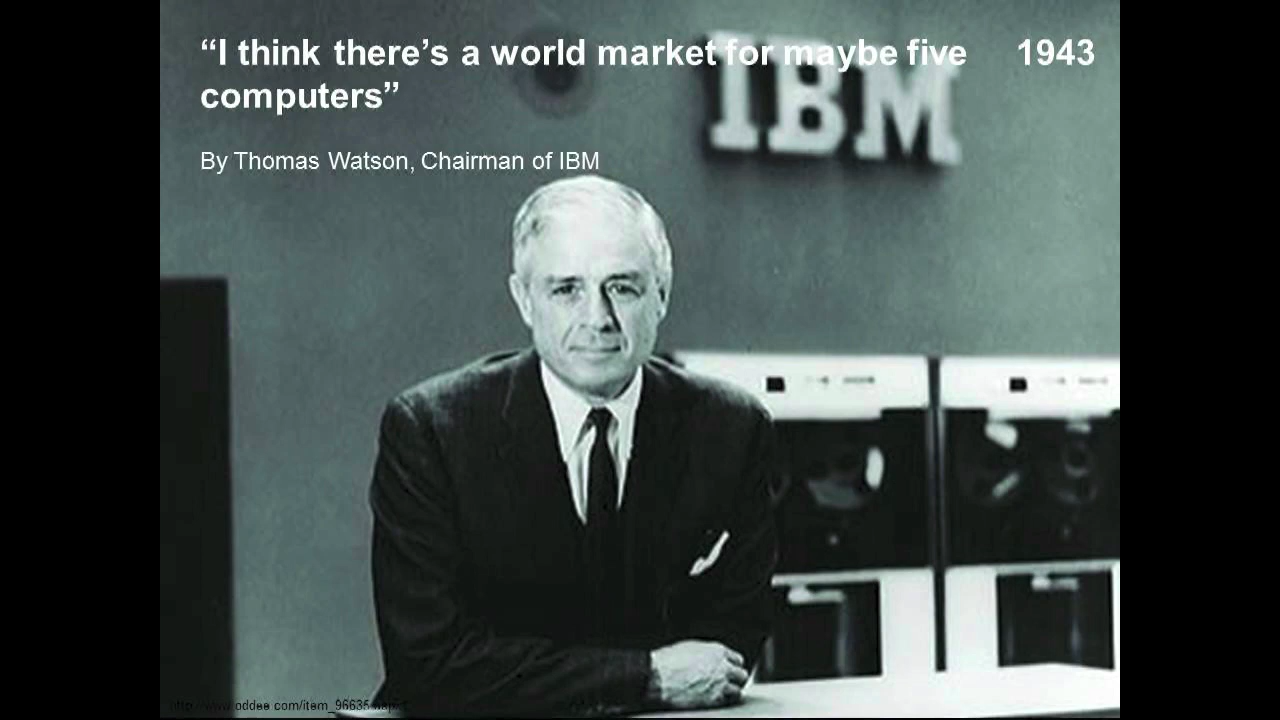 “I think there’s a world market for maybe five
computers”
1943
By Thomas Watson, Chairman of IBM
IBM